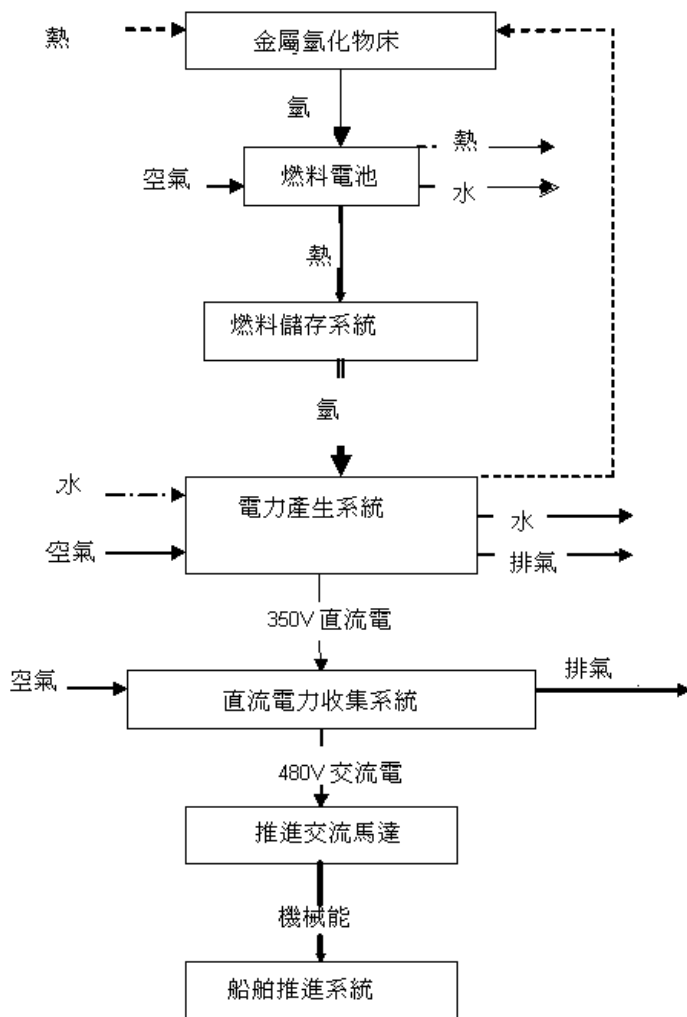 熱
金屬氫化物床
氫
熱
空氣
燃料電池
水
熱
燃料儲存系統
氫
水
電力產生系統
水
空氣
排氣
350V 直流電
空氣
排氣
直流電力收集系統
480V 交流電
推進交流馬達
機械能
船舶推進系統